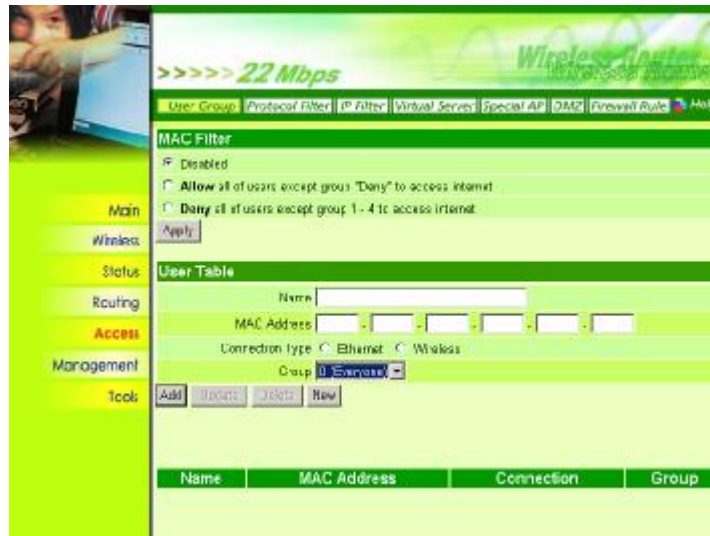 >>>>> 22 Mbps
Wireless Router
User Group Protocol Filter IP Filter Virtual Server Special AP DMZ Firewall Rule
MAC Filter
Disabled
Allow all of users except group "Deny" to access internet
Deny all of users except group 1 - 4 to access internet
Apply
Main
Wireless
Status
Routing
Access
Management
Tools
User Table
Name
MAC Address - - - - -
Connection type Ethernet Wireless
Group 0 (Everyone)
Add Update Delete New
Name MAC Address Connection Group